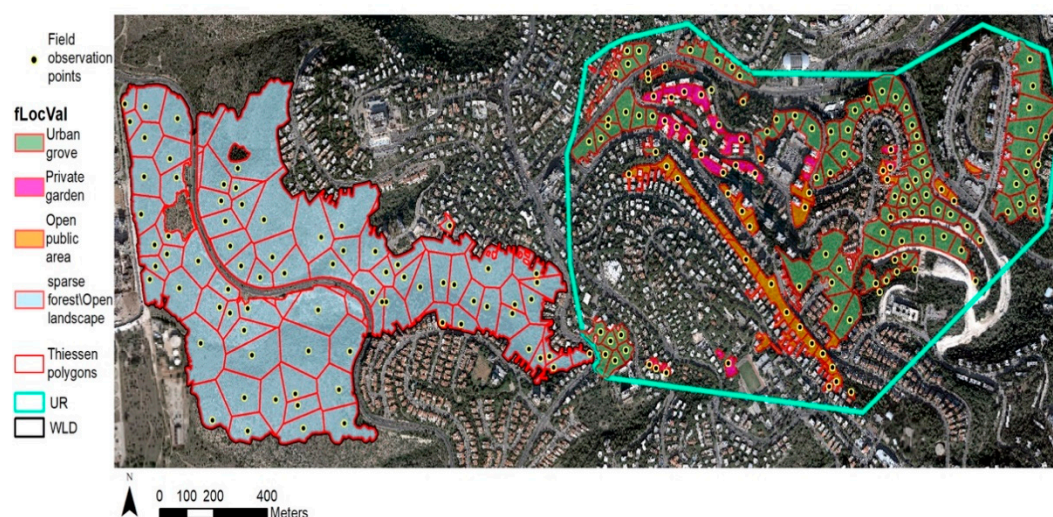 Field
observation
points
fLocVal
Urban
grove
Private
garden
Open
public
area
sparse
forest\Open
landscape
Thiessen
polygons
UR
WLD
N
0 100 200 400
Meters